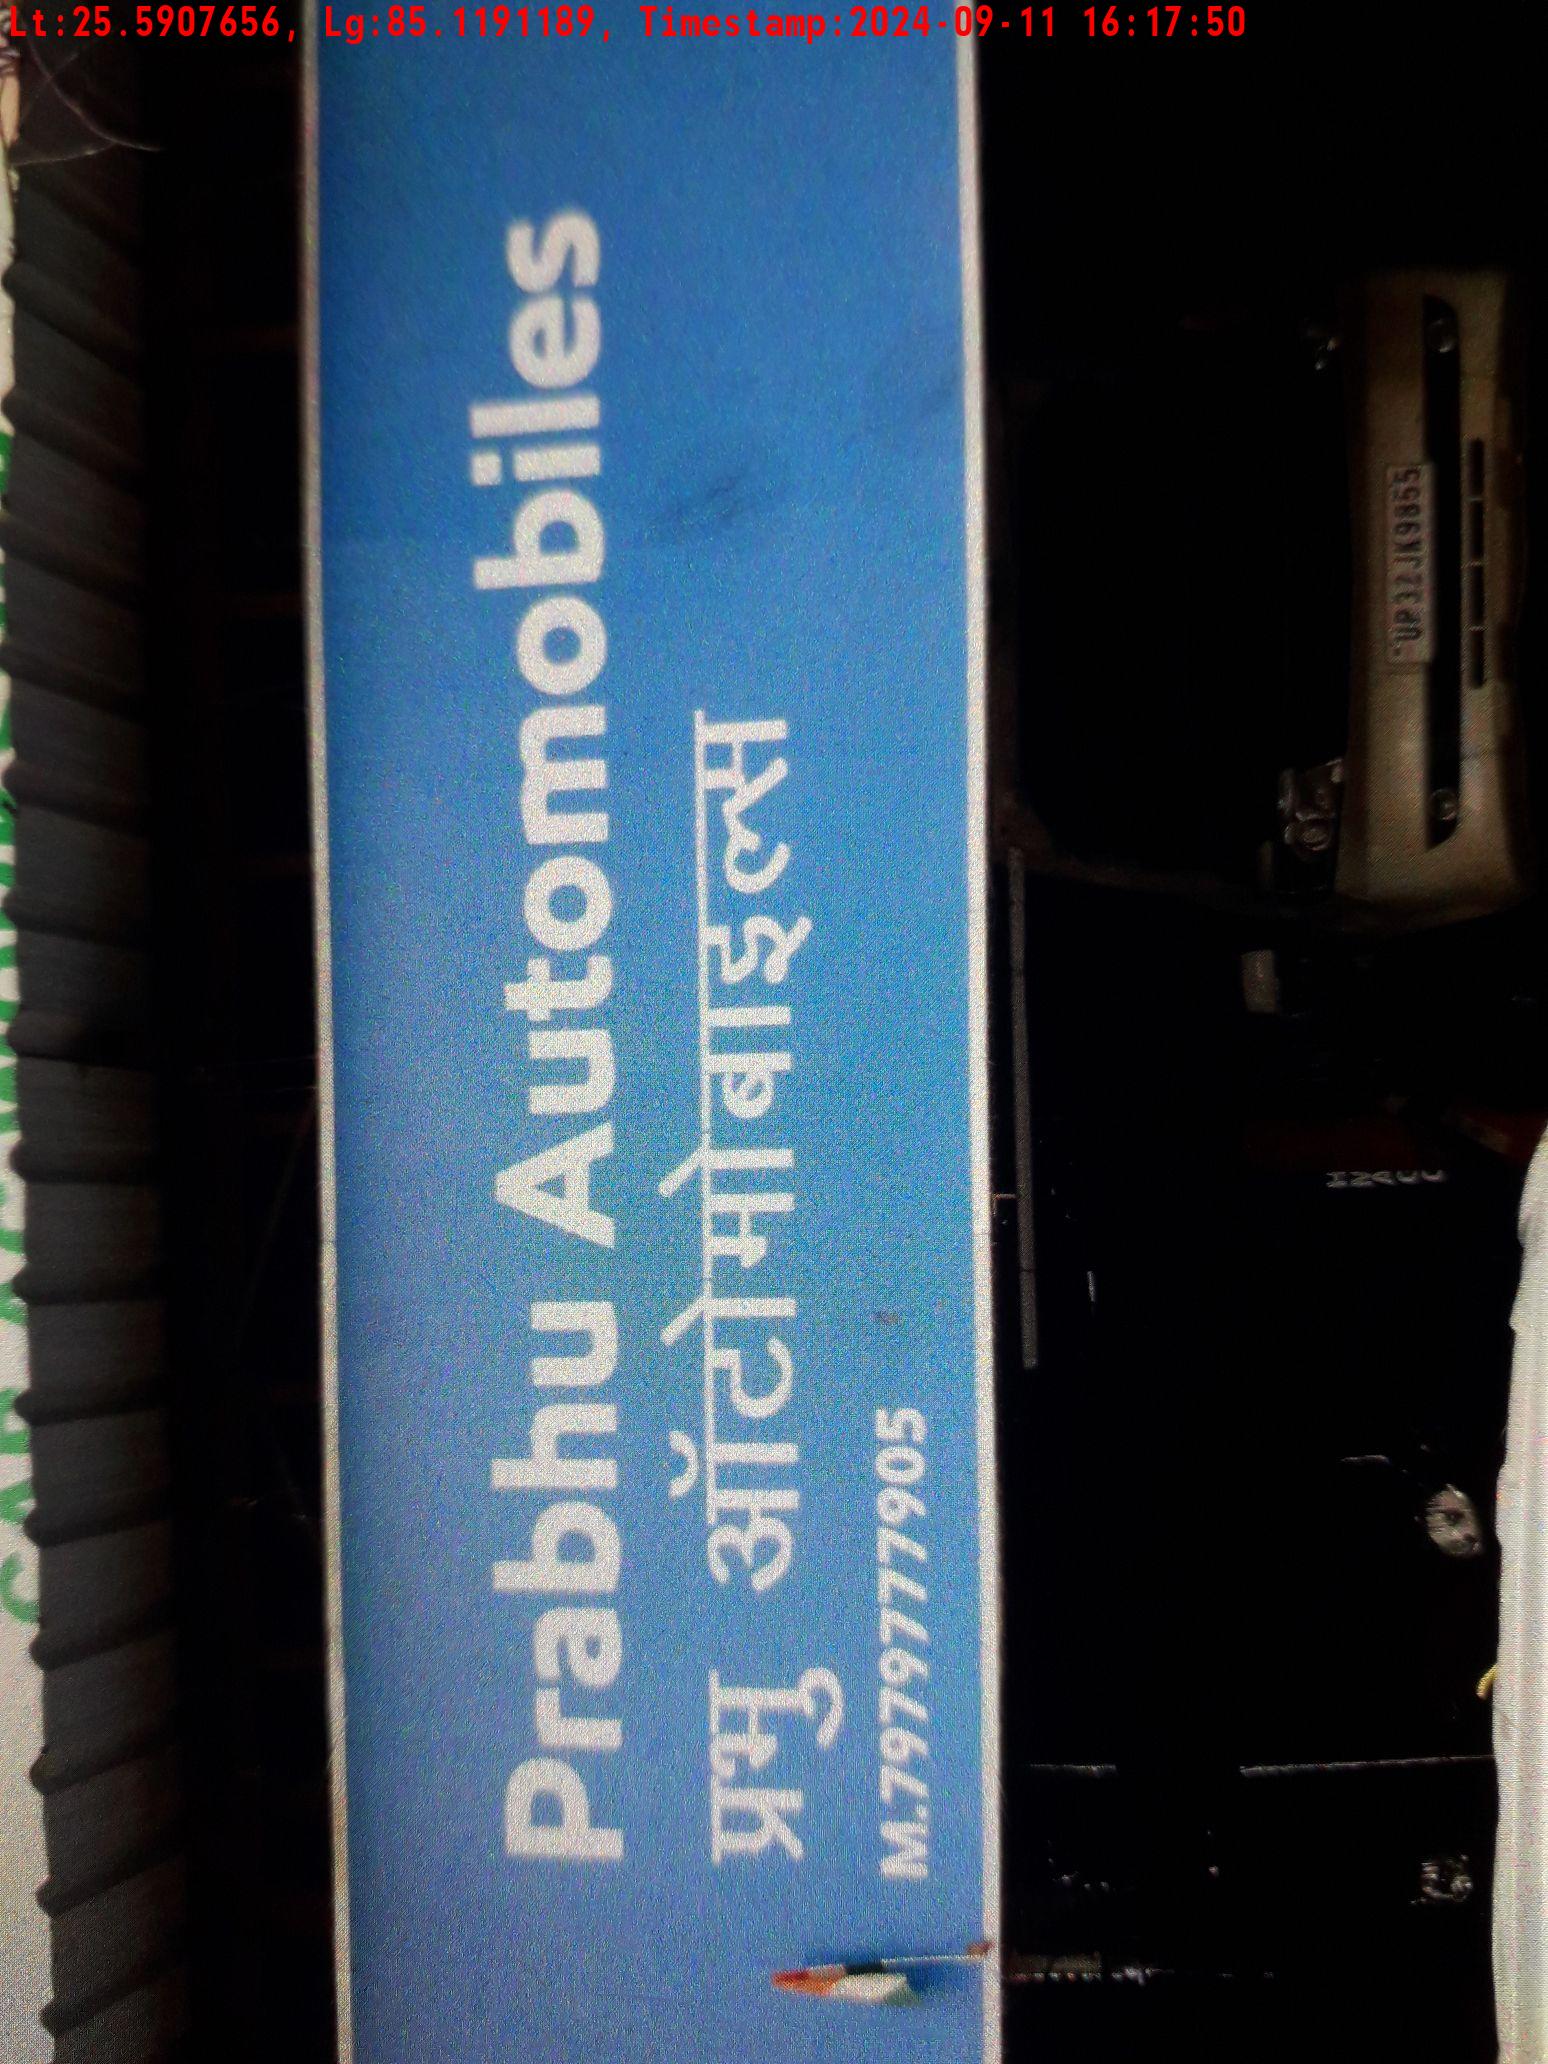 Lt:25.5907656, Lg:85.1191189, Timestamp:2024-09-11 16:17:50
Prabhu Automobiles
प्रभु ऑटोमोबाइल्स
M.7979777905
UP32JK9855